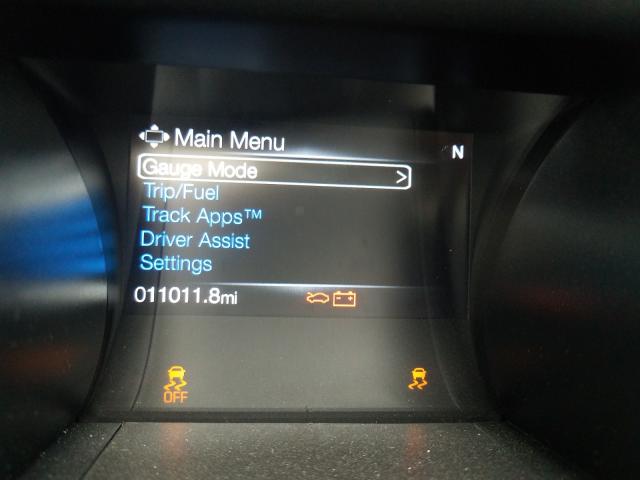 Main Menu
N
Gauge Mode >
Trip/Fuel
Track Apps™
Driver Assist
Settings
011011.8mi
OFF